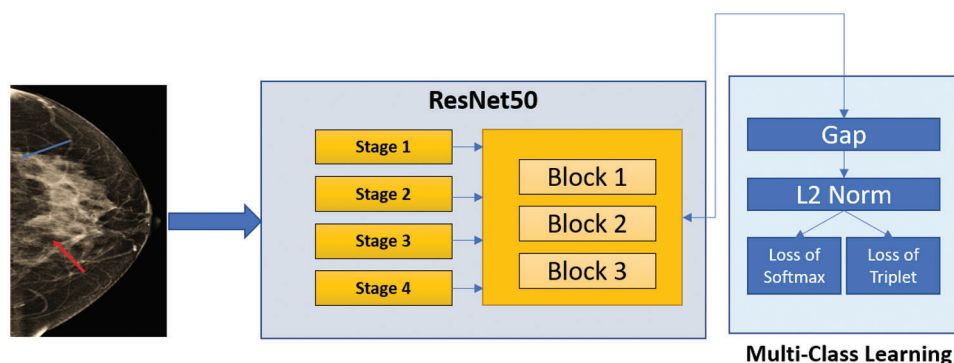 ResNet50
Stage 1
Stage 2
Stage 3
Stage 4
Block 1
Block 2
Block 3
Gap
L2 Norm
Loss of
Softmax
Loss of
Triplet
Multi-Class Learning